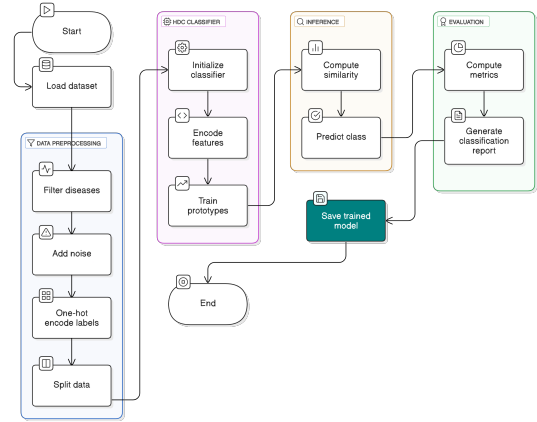 Start
Load dataset
DATA PREPROCESSING
Filter diseases
Add noise
One-hot
encode labels
Split data
HDC CLASSIFIER
Initialize
classifier
Encode
features
Train
prototypes
INFERENCE
Compute
similarity
Predict class
EVALUATION
Compute
metrics
Generate
classification
report
Save trained
model
End